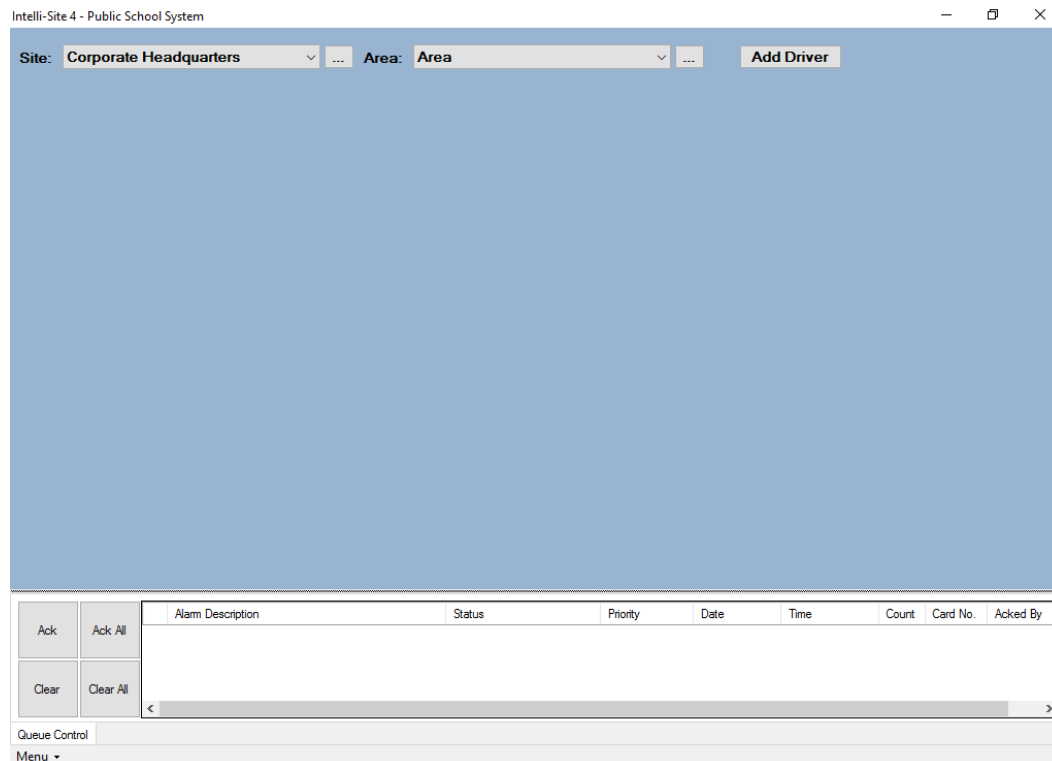 Intelli-Site 4 - Public School System
Site: Corporate Headquarters ... Area: Area ... Add Driver
Alarm Description Status Priority Date Time Count Card No. Acked By
Ack Ack All
Clear Clear All
Queue Control
Menu